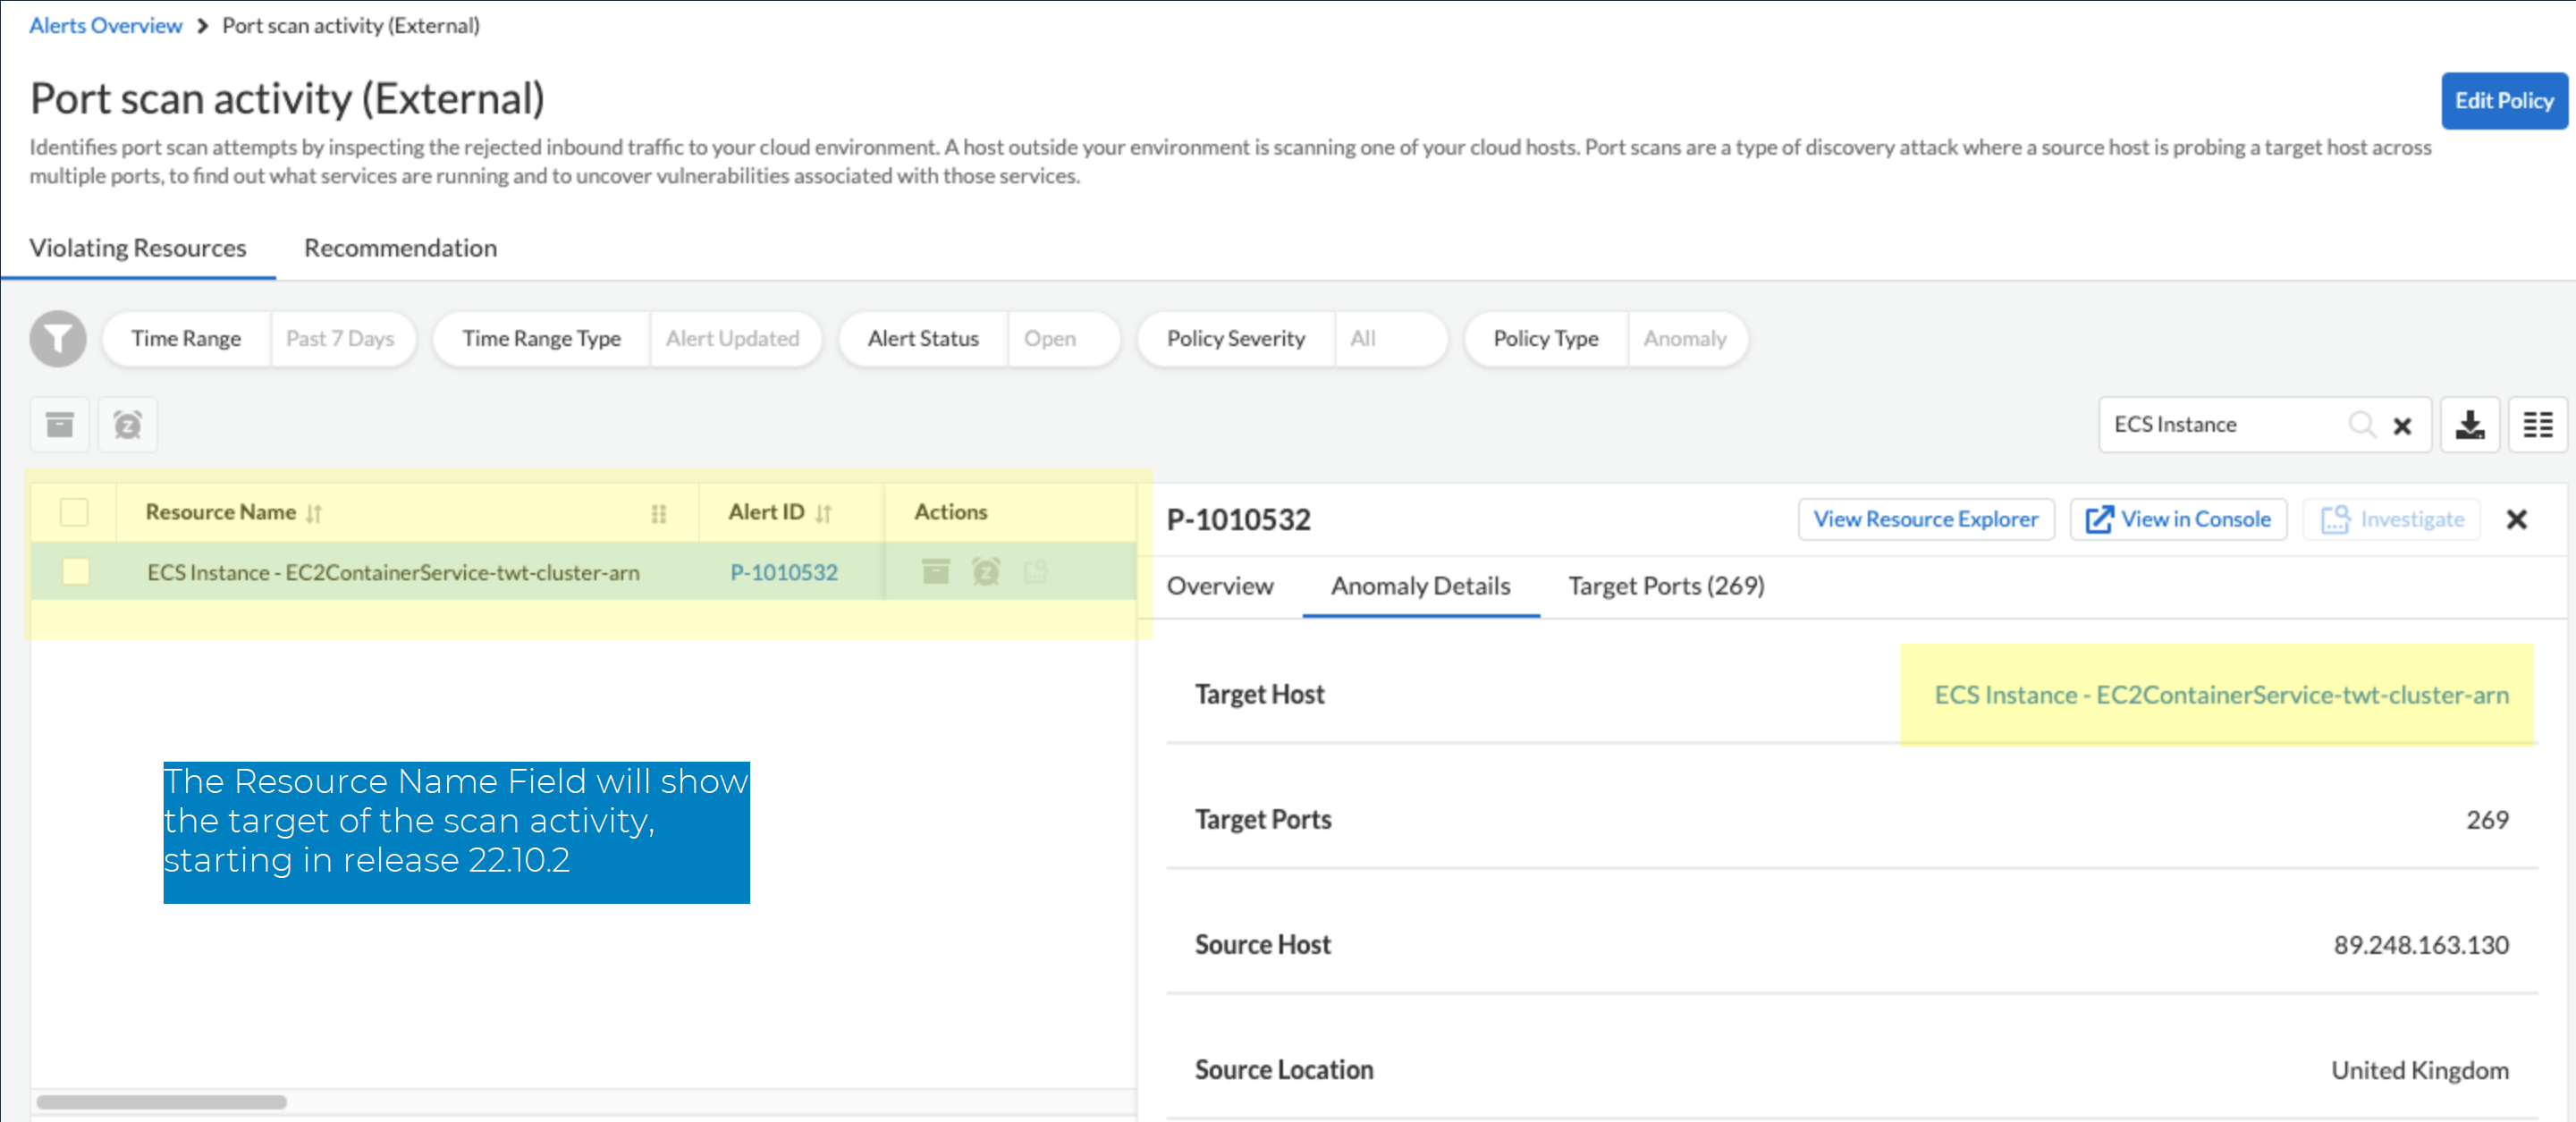 Alerts Overview > Port scan activity (External)
Port scan activity (External)
Edit Policy
Identifies port scan attempts by inspecting the rejected inbound traffic to your cloud environment. A host outside your environment is scanning one of your cloud hosts. Port scans are a type of discovery attack where a source host is probing a target host across
multiple ports, to find out what services are running and to uncover vulnerabilities associated with those services.
Violating Resources Recommendation
Time Range Past 7 Days Time Range Type Alert Updated Alert Status Open Policy Severity All Policy Type Anomaly
ECS Instance
Resource Name Alert ID Actions
ECS Instance - EC2ContainerService-twt-cluster-arn P-1010532
The Resource Name Field will show
the target of the scan activity,
starting in release 22.10.2
P-1010532 View Resource Explorer View in Console Investigate
Overview Anomaly Details Target Ports (269)
Target Host ECS Instance - EC2ContainerService-twt-cluster-arn
Target Ports 269
Source Host 89.248.163.130
Source Location United Kingdom